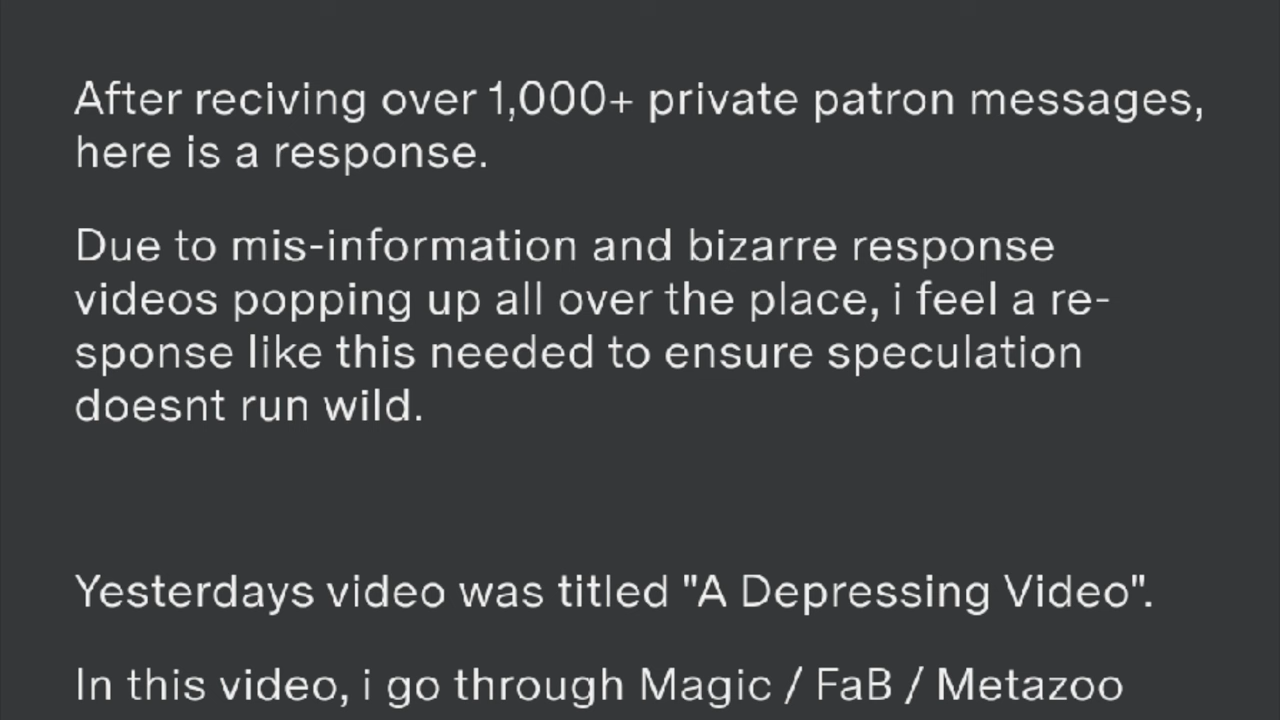 After reciving over 1,000+ private patron messages,
here is a response.
Due to mis-information and bizarre response
videos popping up all over the place, i feel a re-
sponse like this needed to ensure speculation
doesnt run wild.
Yesterdays video was titled "A Depressing Video".
In this video, i go through Magic / FaB / Metazoo